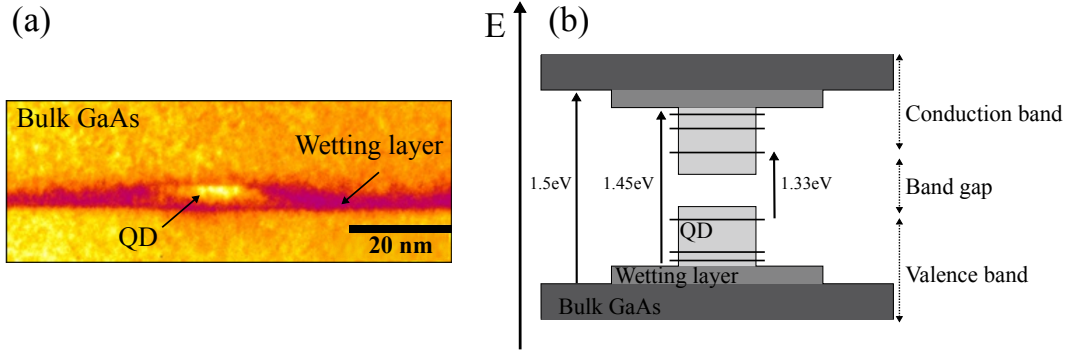 (a)
Bulk GaAs
Wetting layer
QD
20 nm
E
(b)
Conduction band
1.5eV
1.45eV
1.33eV
Band gap
QD
Wetting layer
Valence band
Bulk GaAs